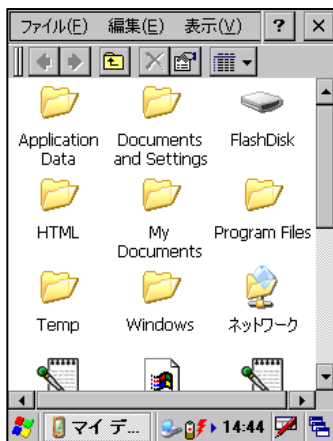 ファイル(F) 編集(E) 表示(V) ? ×
Application Data
Documents and Settings
FlashDisk
HTML
My Documents
Program Files
Temp
Windows
ネットワーク
マイ デ... 14:44